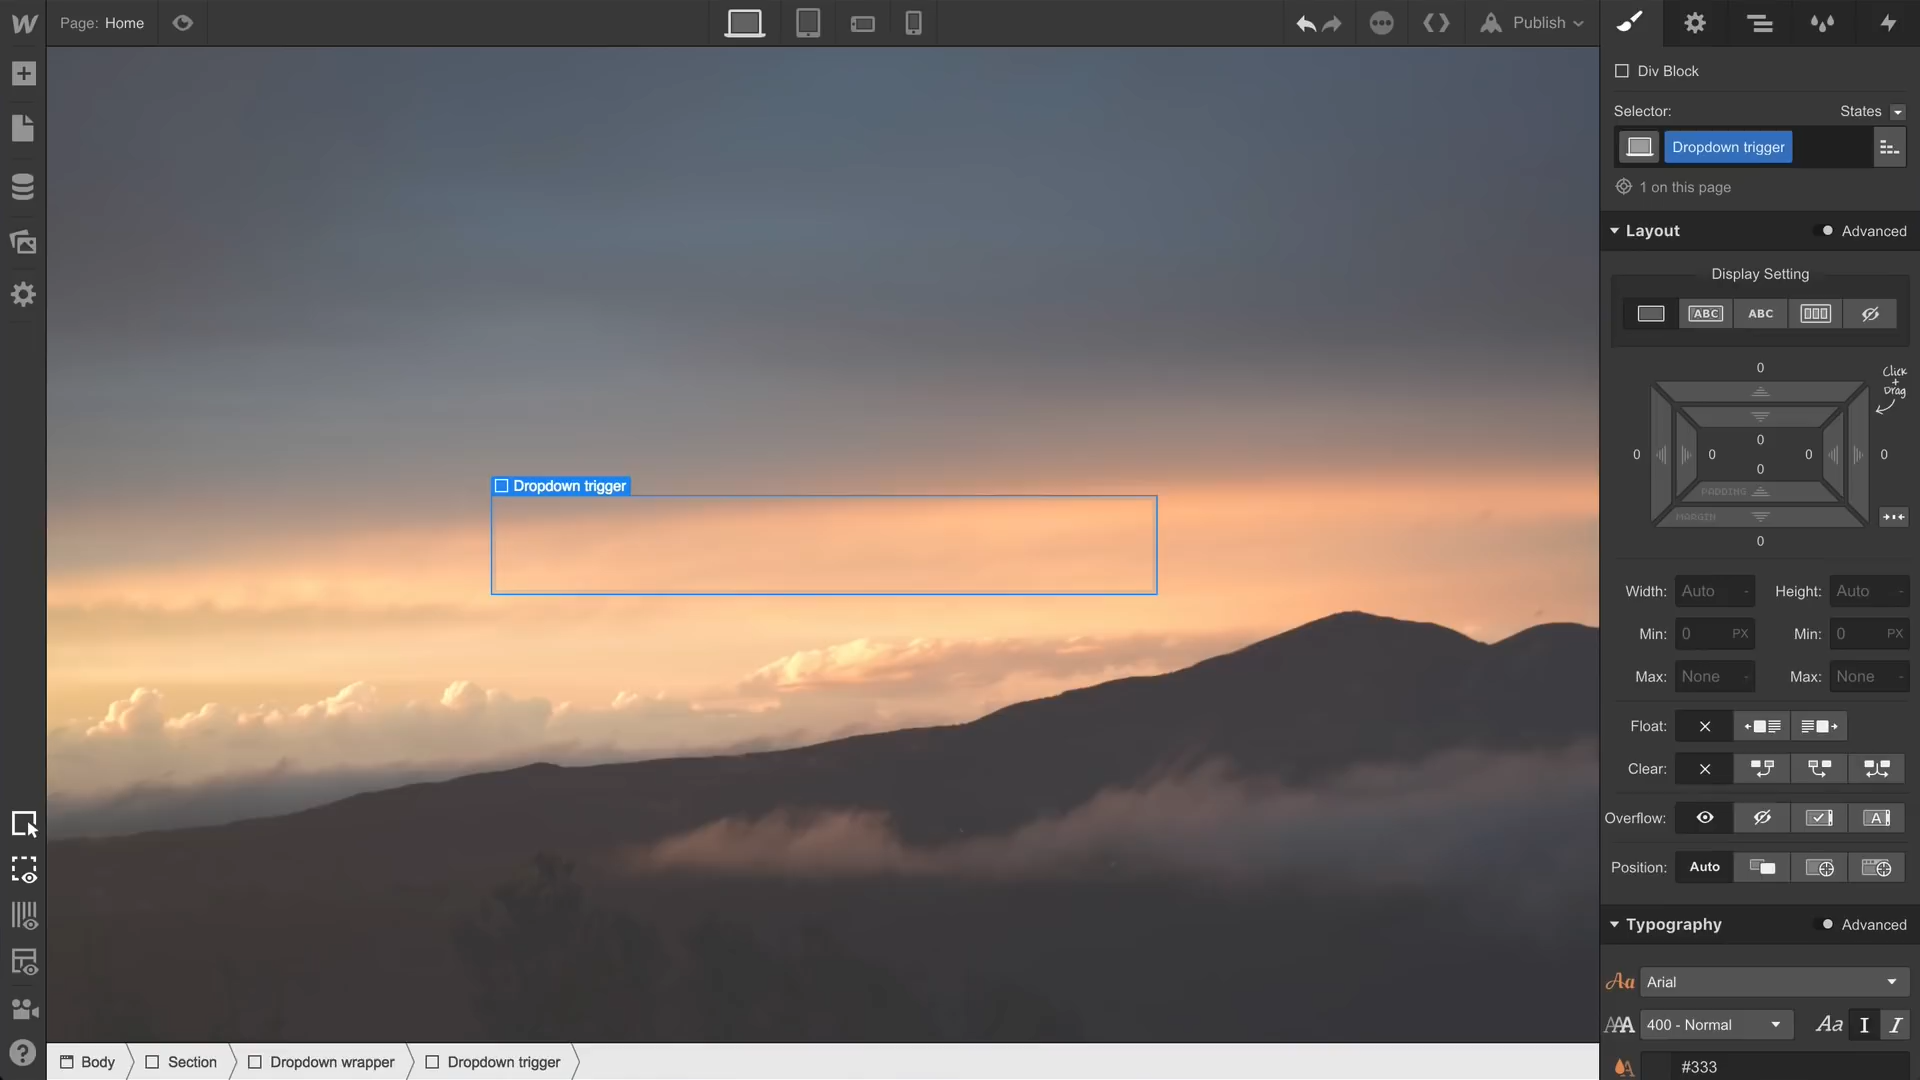 Page: Home
Publish
Div Block
Selector:
States
Dropdown trigger
1 on this page
Layout
Advanced
Display Setting
ABC
ABC
0
Click
+
Drag
0
0
0
0
0
0
PADDING
MARGIN
0
Width: Auto -
Height: Auto -
Min: 0 PX
Min: 0 PX
Max: None -
Max: None -
Float:
Clear:
Overflow:
A
Position: Auto
Typography
Advanced
Aa Arial
AAA 400 - Normal
Aa I I
A #333
Dropdown trigger
Body
Section
Dropdown wrapper
Dropdown trigger